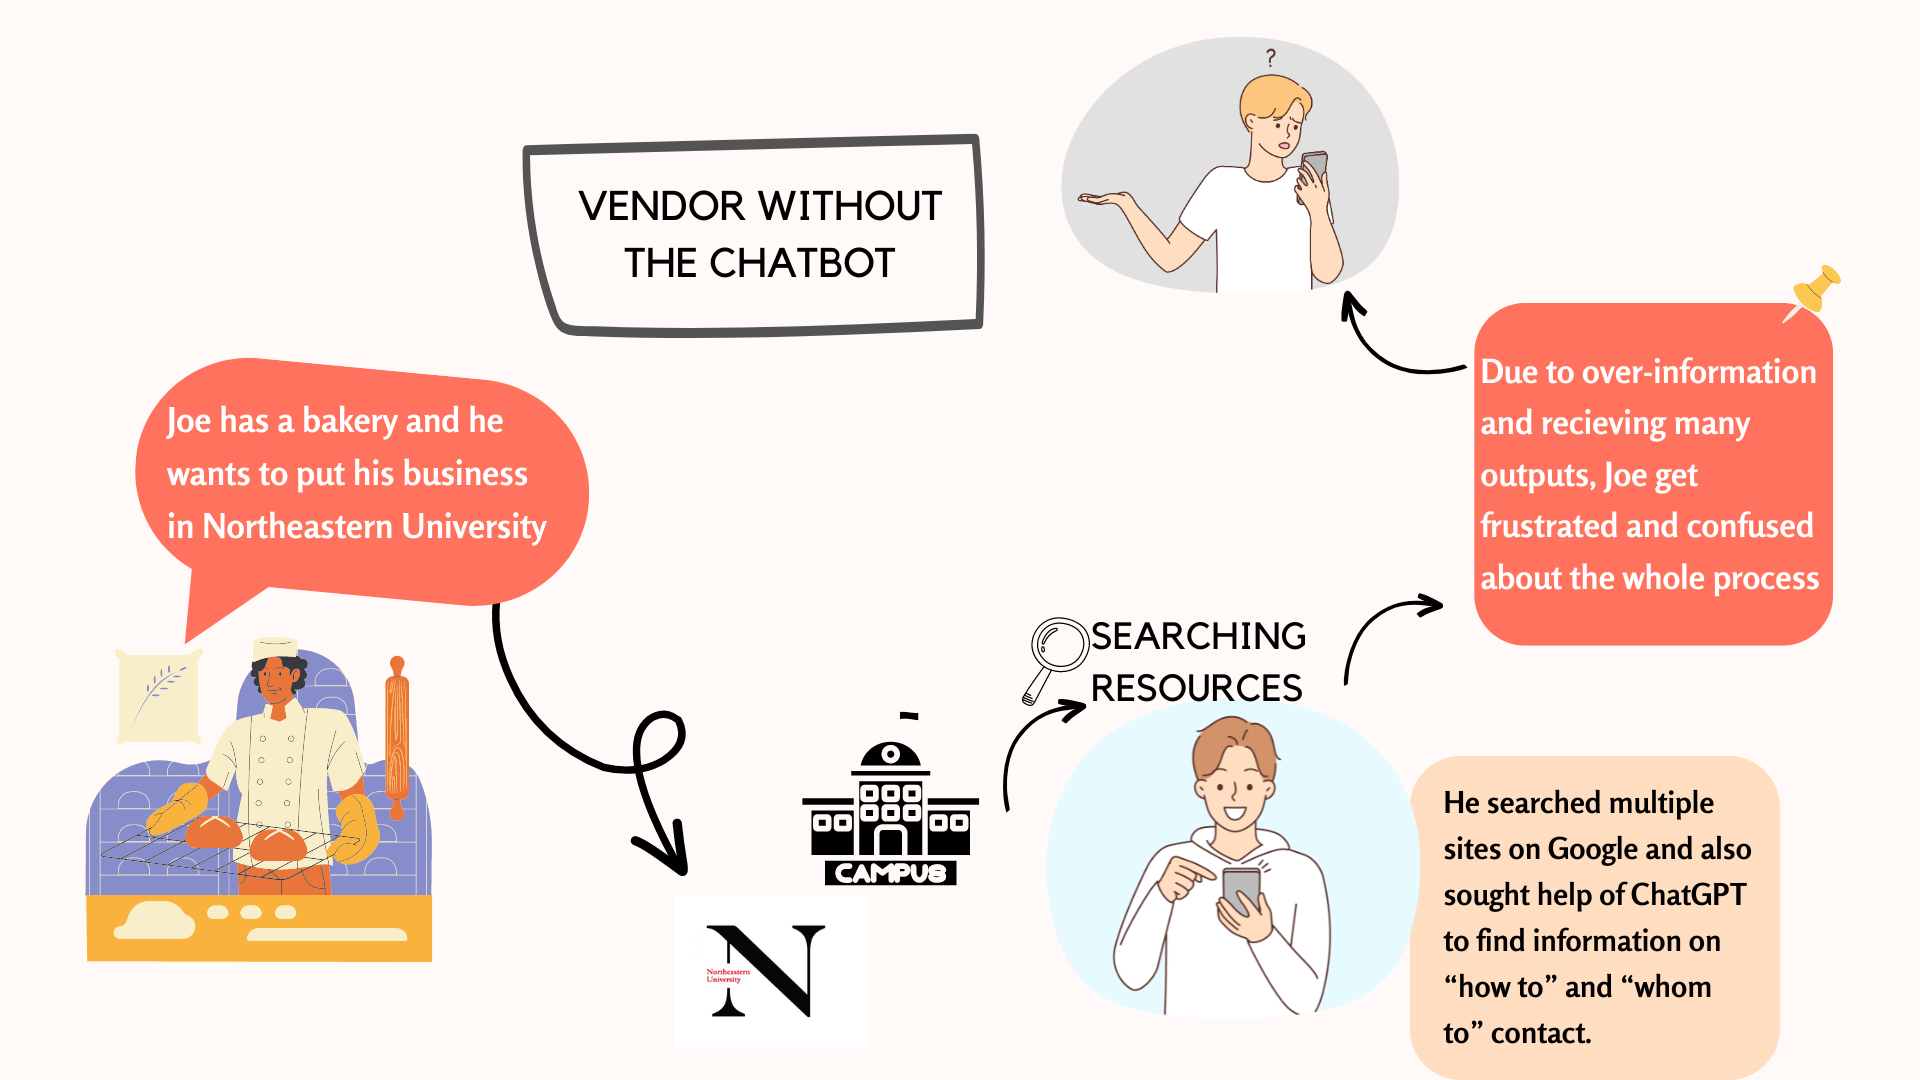 ?
VENDOR WITHOUT
THE CHATBOT
Joe has a bakery and he
wants to put his business
in Northeastern University
CAMPUS
Northeastern
University
N
SEARCHING
RESOURCES
He searched multiple
sites on Google and also
sought help of ChatGPT
to find information on
“how to” and “whom
to” contact.
Due to over-information
and recieving many
outputs, Joe get
frustrated and confused
about the whole process